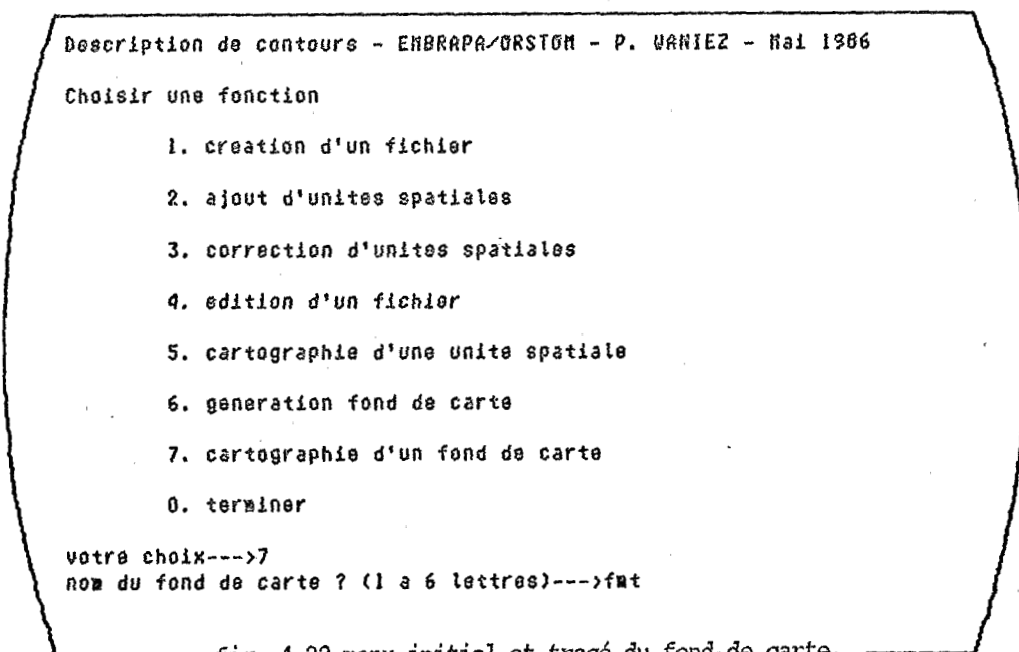 Description de contours - EMBRAPA/ORSTOM - P. WANIEZ - Mai 1986
Choisir une fonction
1. creation d'un fichier
2. ajout d'unites spatiales
3. correction d'unites spatiales
4. edition d'un fichier
5. cartographie d'une unite spatiale
6. generation fond de carte
7. cartographie d'un fond de carte
0. terminer
votre choix--->7
nom du fond de carte ? (1 a 6 lettres)--->fmt
fig. 4.29 menu initial et tracé du fond de carte.